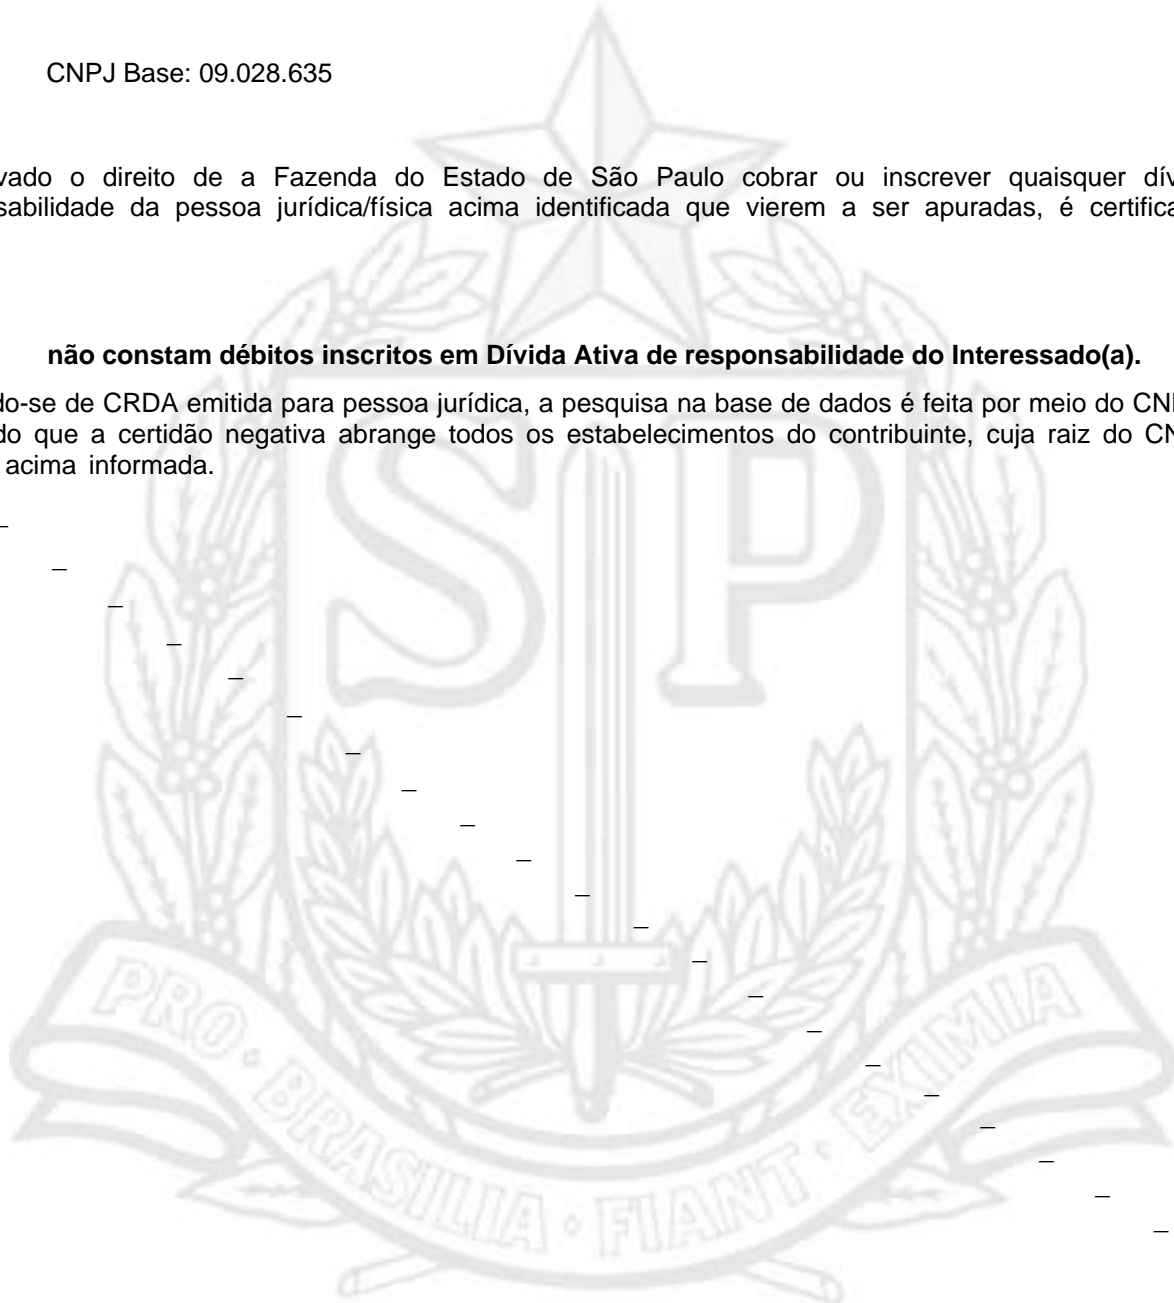 CNPJ Base: 09.028.635
vado o direito de a Fazenda do Estado de São Paulo cobrar ou inscrever quaisquer dív
sabilidade da pessoa jurídica/física acima identificada que vierem a ser apuradas, é certifica
não constam débitos inscritos em Dívida Ativa de responsabilidade do Interessado(a).
do-se de CRDA emitida para pessoa jurídica, a pesquisa na base de dados é feita por meio do CN
do que a certidão negativa abrange todos os estabelecimentos do contribuinte, cuja raiz do CN
acima informada.
SP
PRO • BRASILIA • FIANT • EXIMIA